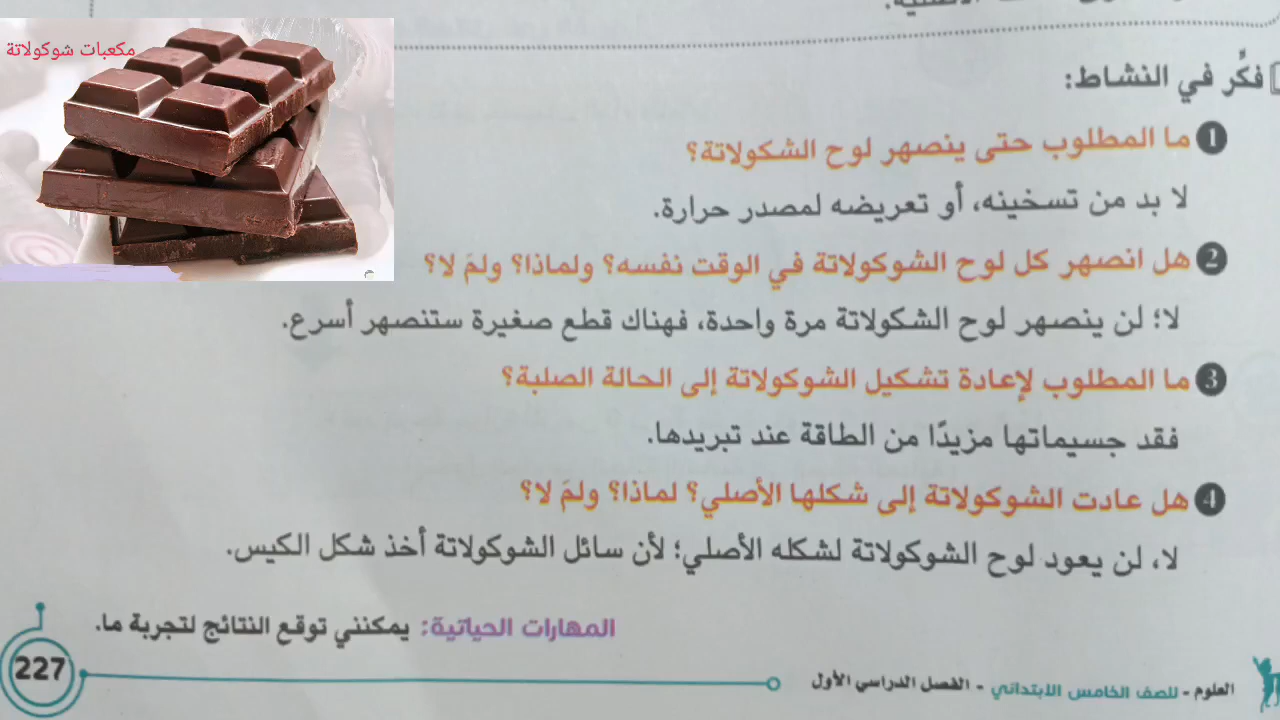 مكعبات شوكولاتة
فكِّر في النشاط:
1 ما المطلوب حتى ينصهر لوح الشكولاتة؟
لا بد من تسخينه، أو تعريضه لمصدر حرارة.
2 هل انصهر كل لوح الشوكولاتة في الوقت نفسه؟ ولماذا؟ ولمَ لا؟
لا؛ لن ينصهر لوح الشكولاتة مرة واحدة، فهناك قطع صغيرة ستنصهر أسرع.
3 ما المطلوب لإعادة تشكيل الشوكولاتة إلى الحالة الصلبة؟
فقد جسيماتها مزيدًا من الطاقة عند تبريدها.
4 هل عادت الشوكولاتة إلى شكلها الأصلي؟ لماذا؟ ولمَ لا؟
لا، لن يعود لوح الشوكولاتة لشكله الأصلي؛ لأن سائل الشوكولاتة أخذ شكل الكيس.
المهارات الحياتية: يمكنني توقع النتائج لتجربة ما.
العلوم - للصف الخامس الابتدائي - الفصل الدراسي الأول
227